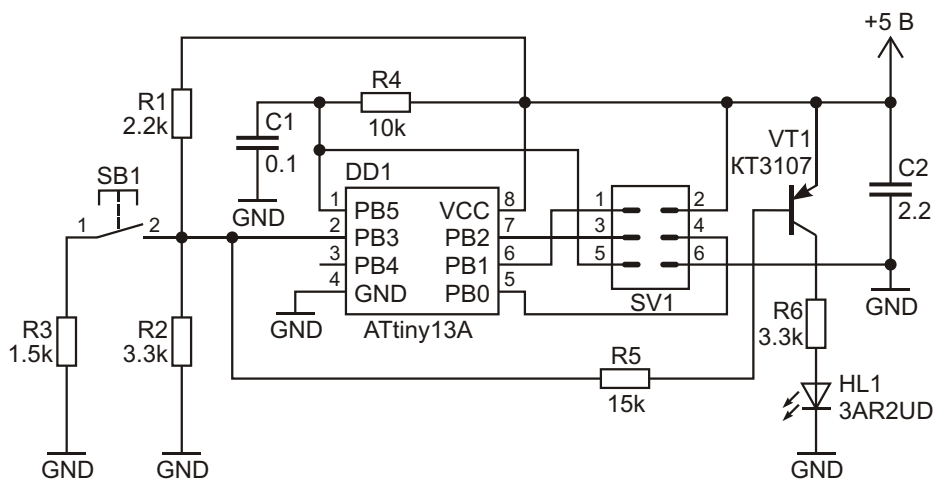 +5 В
R1
2.2k
R4
10k
C1
0.1
VT1
КТ3107
C2
2.2
SB1
1
2
GND
DD1
1 PB5
2 PB3
3 PB4
4 GND
VCC 8
PB2 7
PB1 6
PB0 5
ATtiny13A
GND
1
2
3
4
5
6
SV1
GND
R3
1.5k
R2
3.3k
R5
15k
R6
3.3k
HL1
3AR2UD
GND
GND
GND